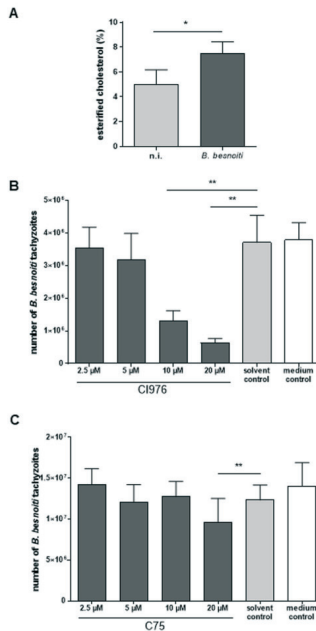 A
*
esterified cholesterol (%)
10
8
6
4
2
0
n.i.
B. besnoiti
B
**
**
number of B. besnoiti tachyzoites
5×10⁶
4×10⁶
3×10⁶
2×10⁶
1×10⁶
0
2.5 µM 5 µM 10 µM 20 µM solvent control medium control
CI976
C
**
number of B. besnoiti tachyzoites
2×10⁷
1.5×10⁷
1×10⁷
5×10⁶
0
2.5 µM 5 µM 10 µM 20 µM solvent control medium control
C75